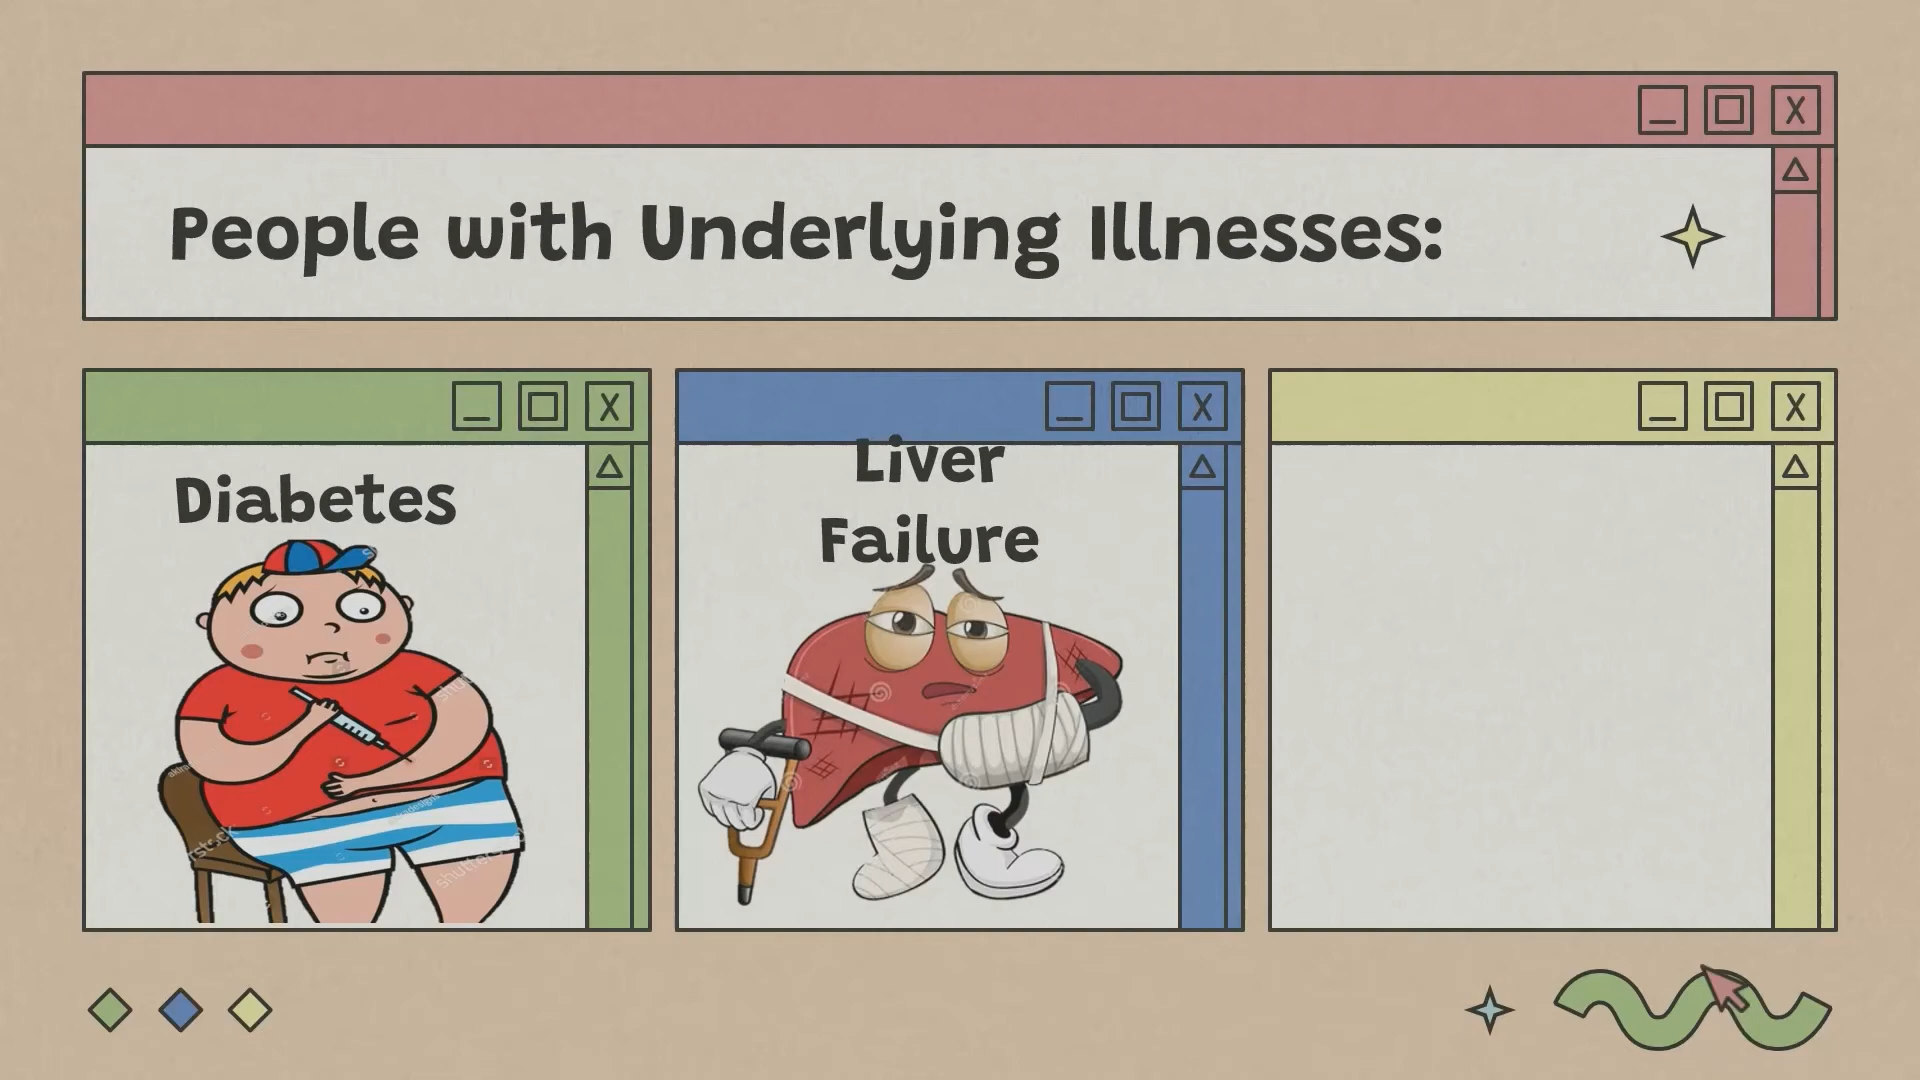 People with Underlying Illnesses:
Diabetes
Liver
Failure